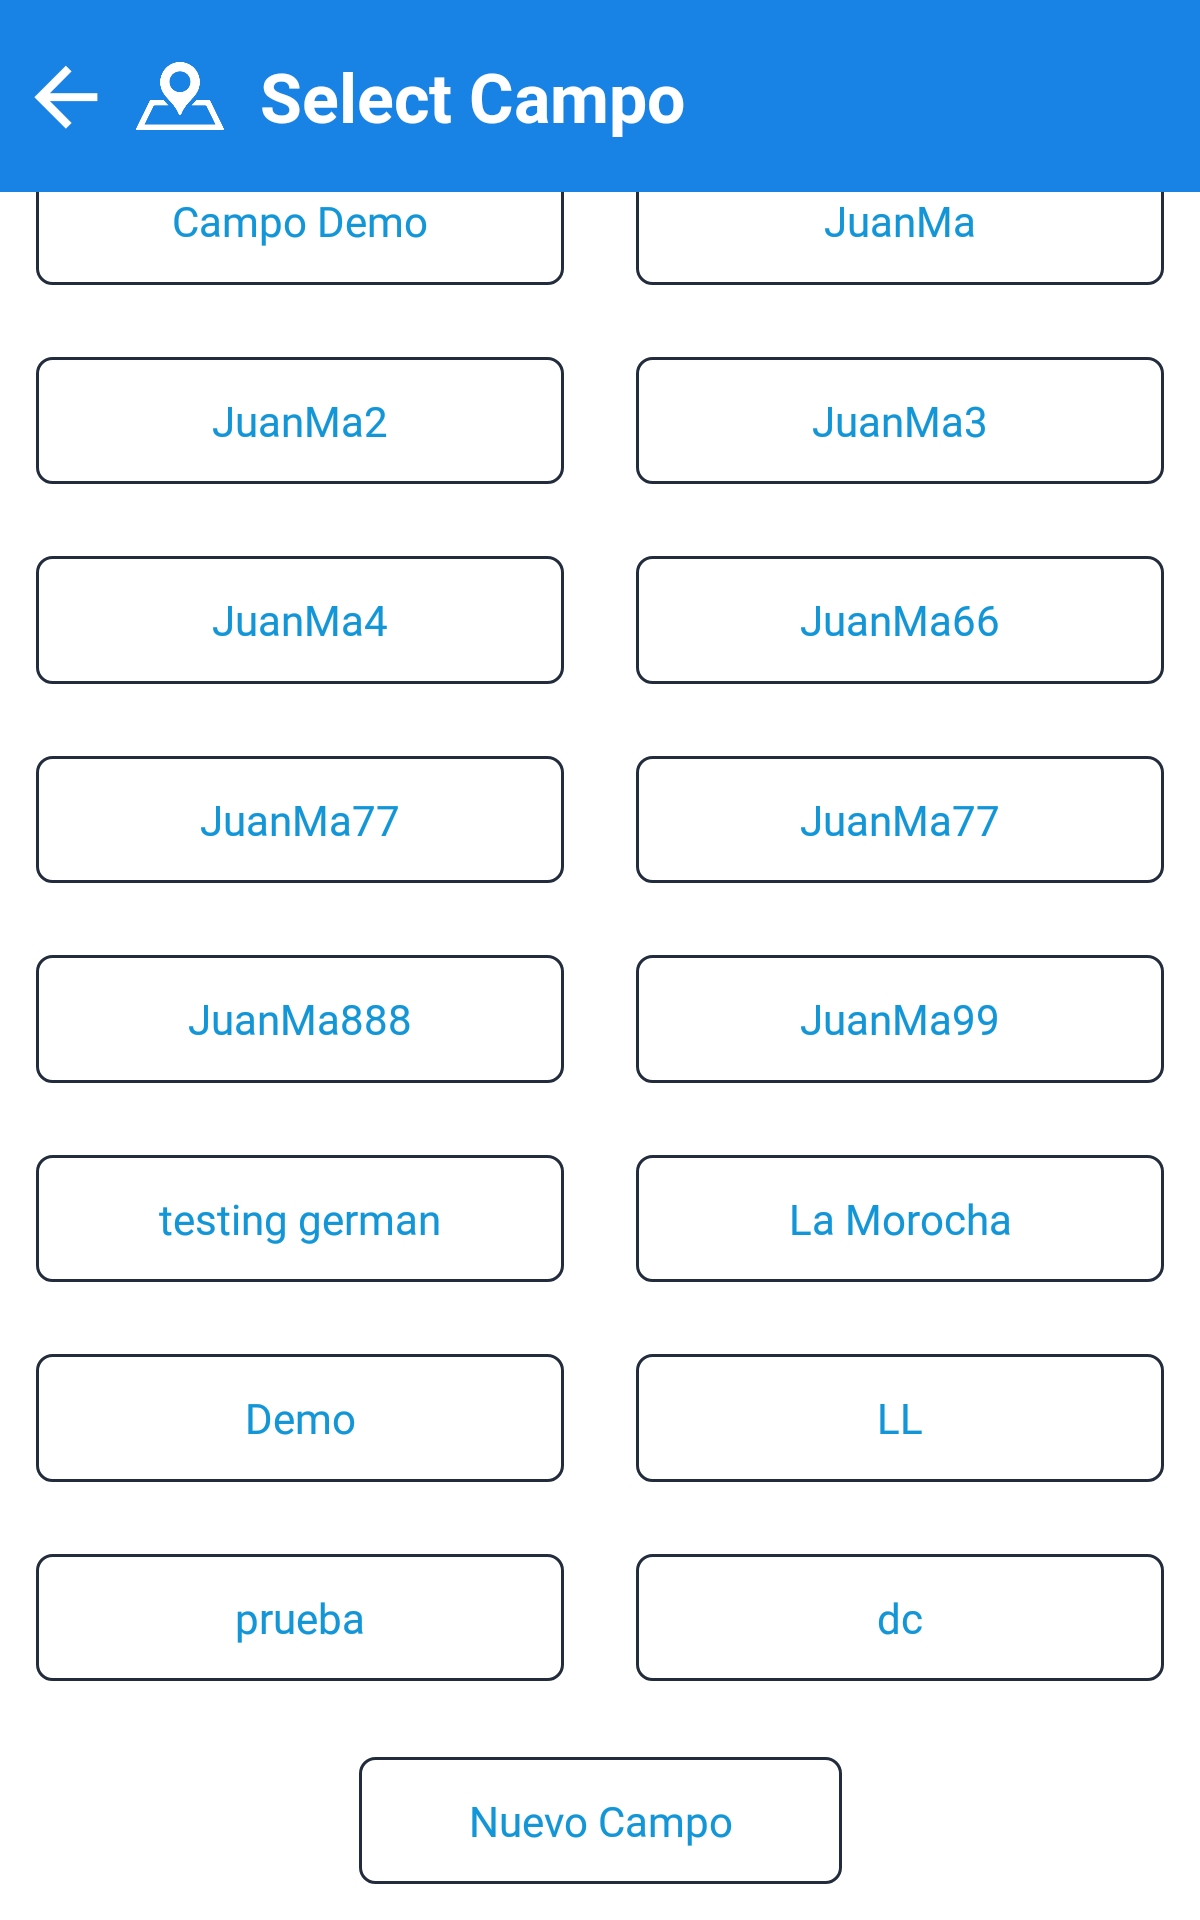 Select Campo
Campo Demo
JuanMa
JuanMa2
JuanMa3
JuanMa4
JuanMa66
JuanMa77
JuanMa77
JuanMa888
JuanMa99
testing german
La Morocha
Demo
LL
prueba
dc
Nuevo Campo